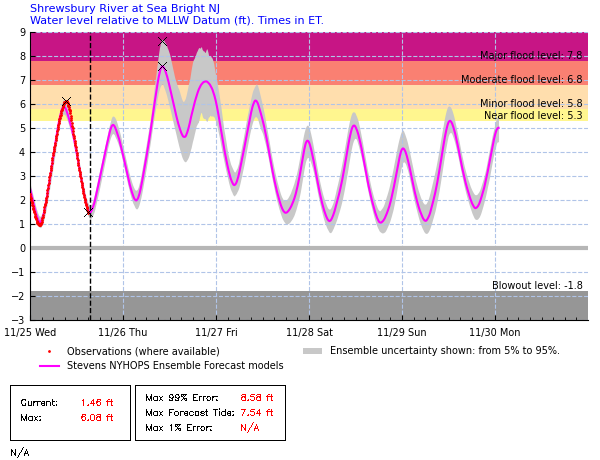 Shrewsbury River at Sea Bright NJ
Water level relative to MLLW Datum (ft). Times in ET.
9
8
7
6
5
4
3
2
1
0
−1
−2
−3
Major flood level: 7.8
Moderate flood level: 6.8
Minor flood level: 5.8
Near flood level: 5.3
Blowout level: -1.8
11/25 Wed 11/26 Thu 11/27 Fri 11/28 Sat 11/29 Sun 11/30 Mon
Observations (where available)
Stevens NYHOPS Ensemble Forecast models
Ensemble uncertainty shown: from 5% to 95%.
Current: 1.46 ft
Max: 6.08 ft
Max 99% Error: 8.58 ft
Max Forecast Tide: 7.54 ft
Max 1% Error: N/A
N/A